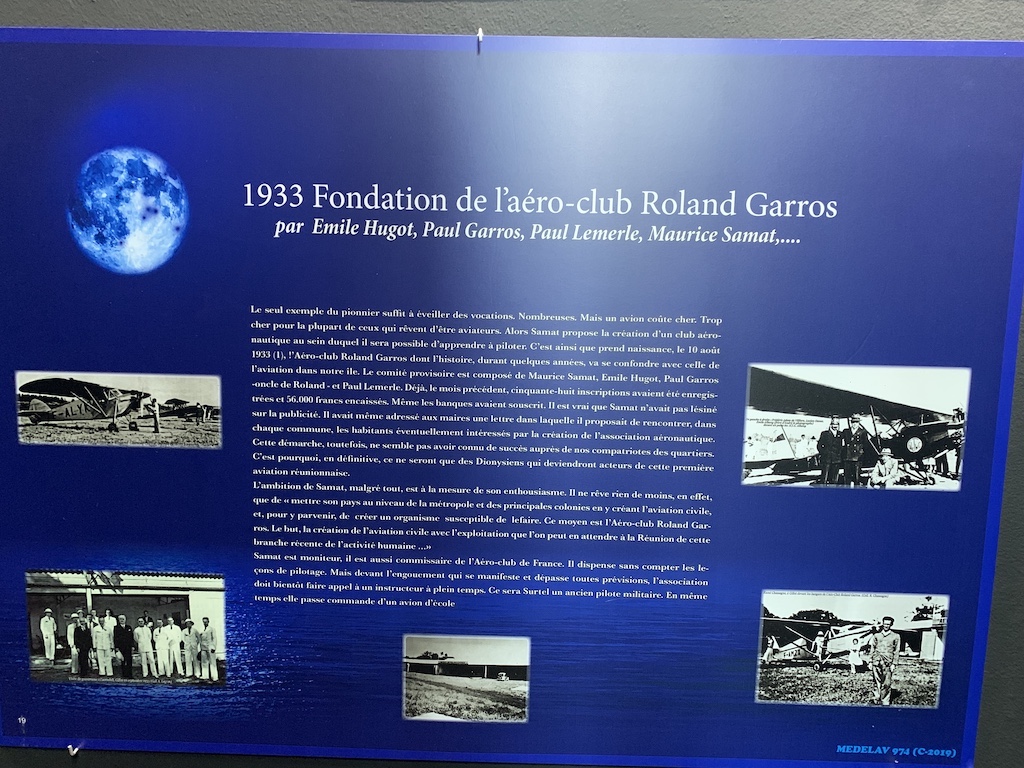 1933 Fondation de l'aéro-club Roland Garros
par Emile Hugot, Paul Garros, Paul Lemerle, Maurice Samat,....
Le seul exemple du pionnier suffit à éveiller des vocations. Nombreuses. Mais un avion coûte cher. Trop
cher pour la plupart de ceux qui rêvent d'être aviateurs. Alors Samat propose la création d'un club aéro-
nautique au sein duquel il sera possible d'apprendre à piloter. C'est ainsi que prend naissance, le 10 août
1933 (1), l'Aéro-club Roland Garros dont l'histoire, durant quelques années, va se confondre avec celle de
l'aviation dans notre île. Le comité provisoire est composé de Maurice Samat, Emile Hugot, Paul Garros
-oncle de Roland - et Paul Lemerle. Déjà, le mois précédent, cinquante-huit inscriptions avaient été enregis-
trées et 56.000 francs encaissés. Même les banques avaient souscrit. Il est vrai que Samat n'avait pas lésiné
sur la publicité. Il avait même adressé aux maires une lettre dans laquelle il proposait de rencontrer, dans
chaque commune, les habitants éventuellement intéressés par la création de l'association aéronautique.
Cette démarche, toutefois, ne semble pas avoir connu de succès auprès de nos compatriotes des quartiers.
C'est pourquoi, en définitive, ce ne seront que des Dionysiens qui deviendront acteurs de cette première
aviation réunionnaise.
L'ambition de Samat, malgré tout, est à la mesure de son enthousiasme. Il ne rêve rien de moins, en effet,
que de « mettre son pays au niveau de la métropole et des principales colonies en y créant l'aviation civile,
et, pour y parvenir, de créer un organisme susceptible de lefaire. Ce moyen est l'Aéro-club Roland Gar-
ros. Le but, la création de l'aviation civile avec l'exploitation que l'on peut en attendre à la Réunion de cette
branche récente de l'activité humaine ...»
Samat est moniteur, il est aussi commissaire de l'Aéro-club de France. Il dispense sans compter les le-
çons de pilotage. Mais devant l'engouement qui se manifeste et dépasse toutes prévisions, l'association
doit bientôt faire appel à un instructeur à plein temps. Ce sera Surtel un ancien pilote militaire. En même
temps elle passe commande d'un avion d'école
19
MEDELAV 974 (C-2019)